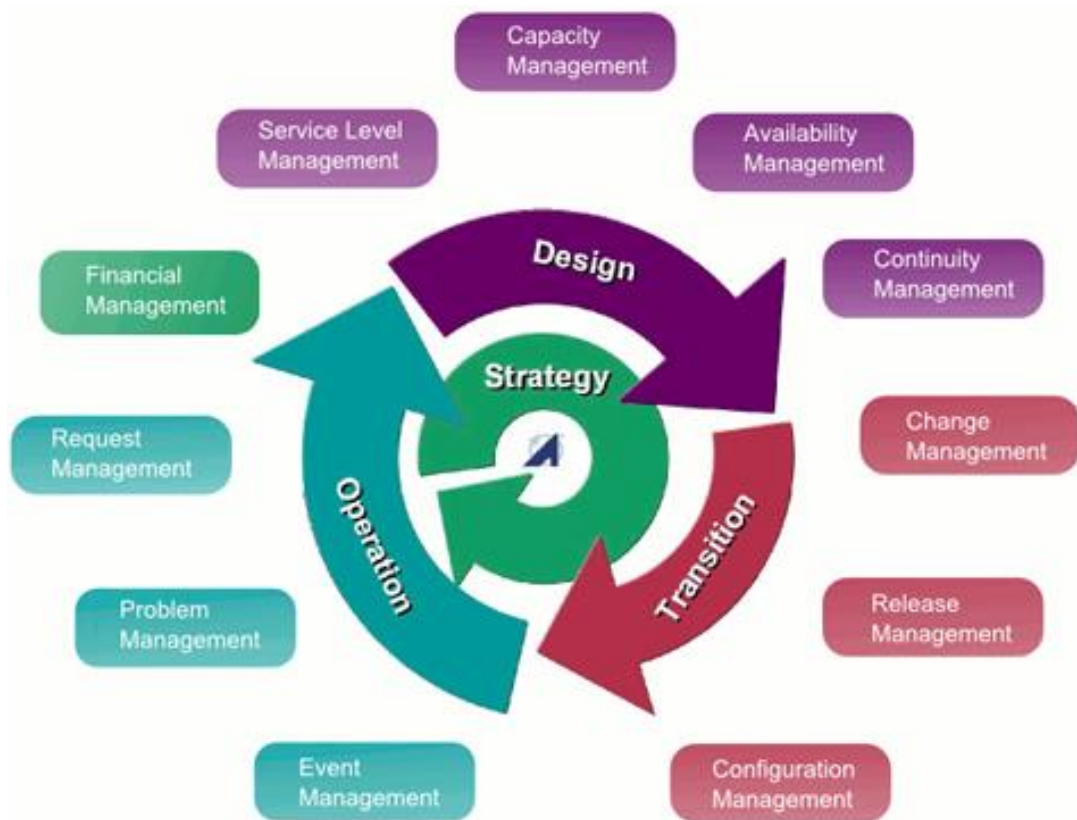 Capacity
Management
Service Level
Management
Availability
Management
Design
Financial
Management
Continuity
Management
Strategy
Request
Management
Change
Management
Operation
Transition
Problem
Management
Release
Management
Event
Management
Configuration
Management